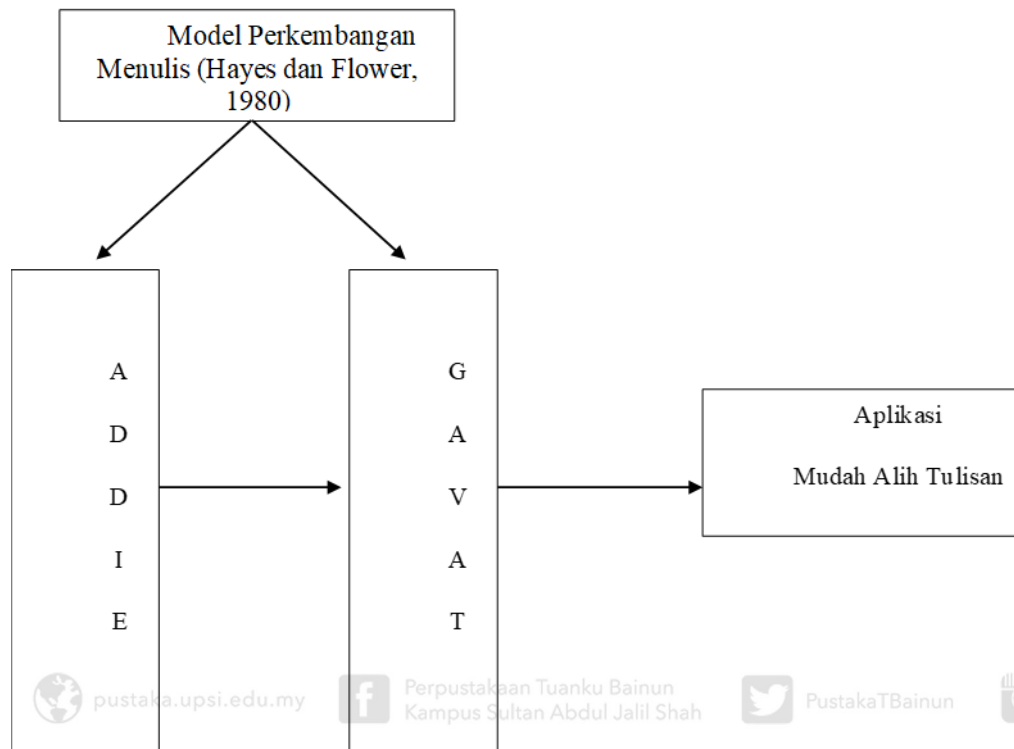 Model Perkembangan
Menulis (Hayes dan Flower,
1980)
A
D
D
I
E
G
A
V
A
T
Aplikasi
Mudah Alih Tulisan
pustaka.upsi.edu.my
f
Perpustakaan Tuanku Bainun
Kampus Sultan Abdul Jalil Shah
PustakaTBainun